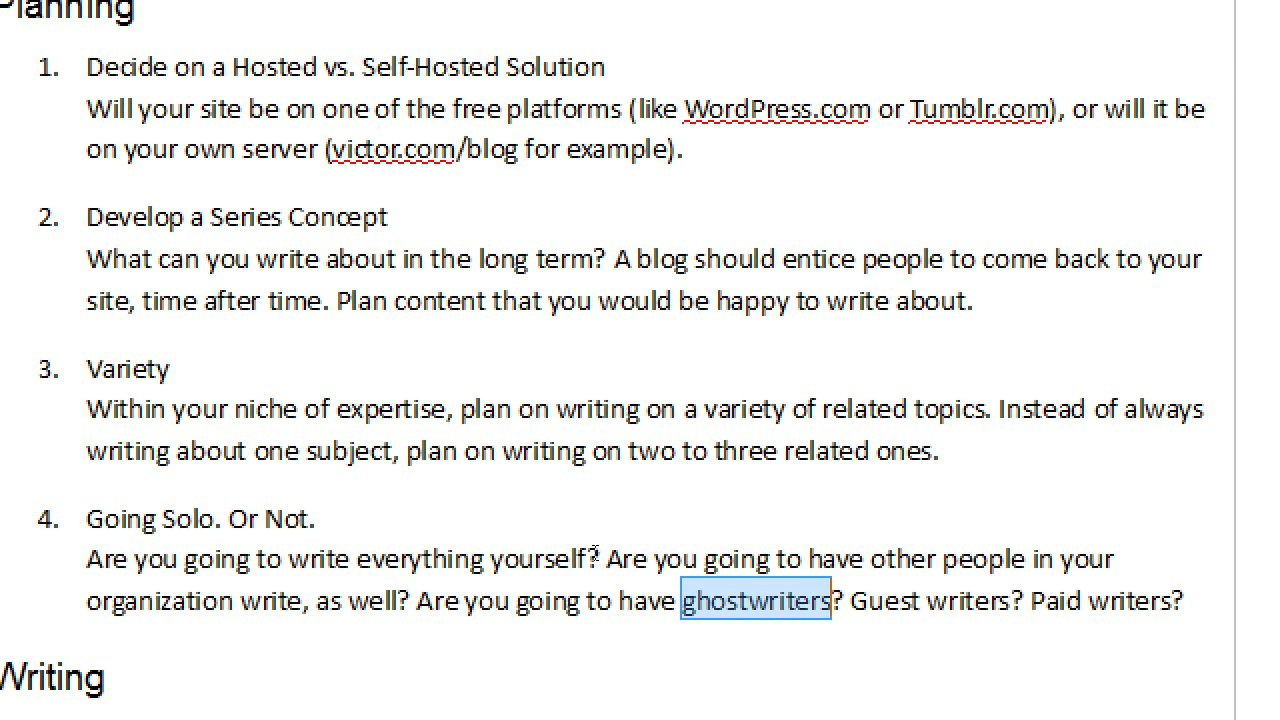 Planning
1. Decide on a Hosted vs. Self-Hosted Solution
Will your site be on one of the free platforms (like WordPress.com or Tumblr.com), or will it be
on your own server (victor.com/blog for example).
2. Develop a Series Concept
What can you write about in the long term? A blog should entice people to come back to your
site, time after time. Plan content that you would be happy to write about.
3. Variety
Within your niche of expertise, plan on writing on a variety of related topics. Instead of always
writing about one subject, plan on writing on two to three related ones.
4. Going Solo. Or Not.
Are you going to write everything yourself? Are you going to have other people in your
organization write, as well? Are you going to have ghostwriters? Guest writers? Paid writers?
Writing